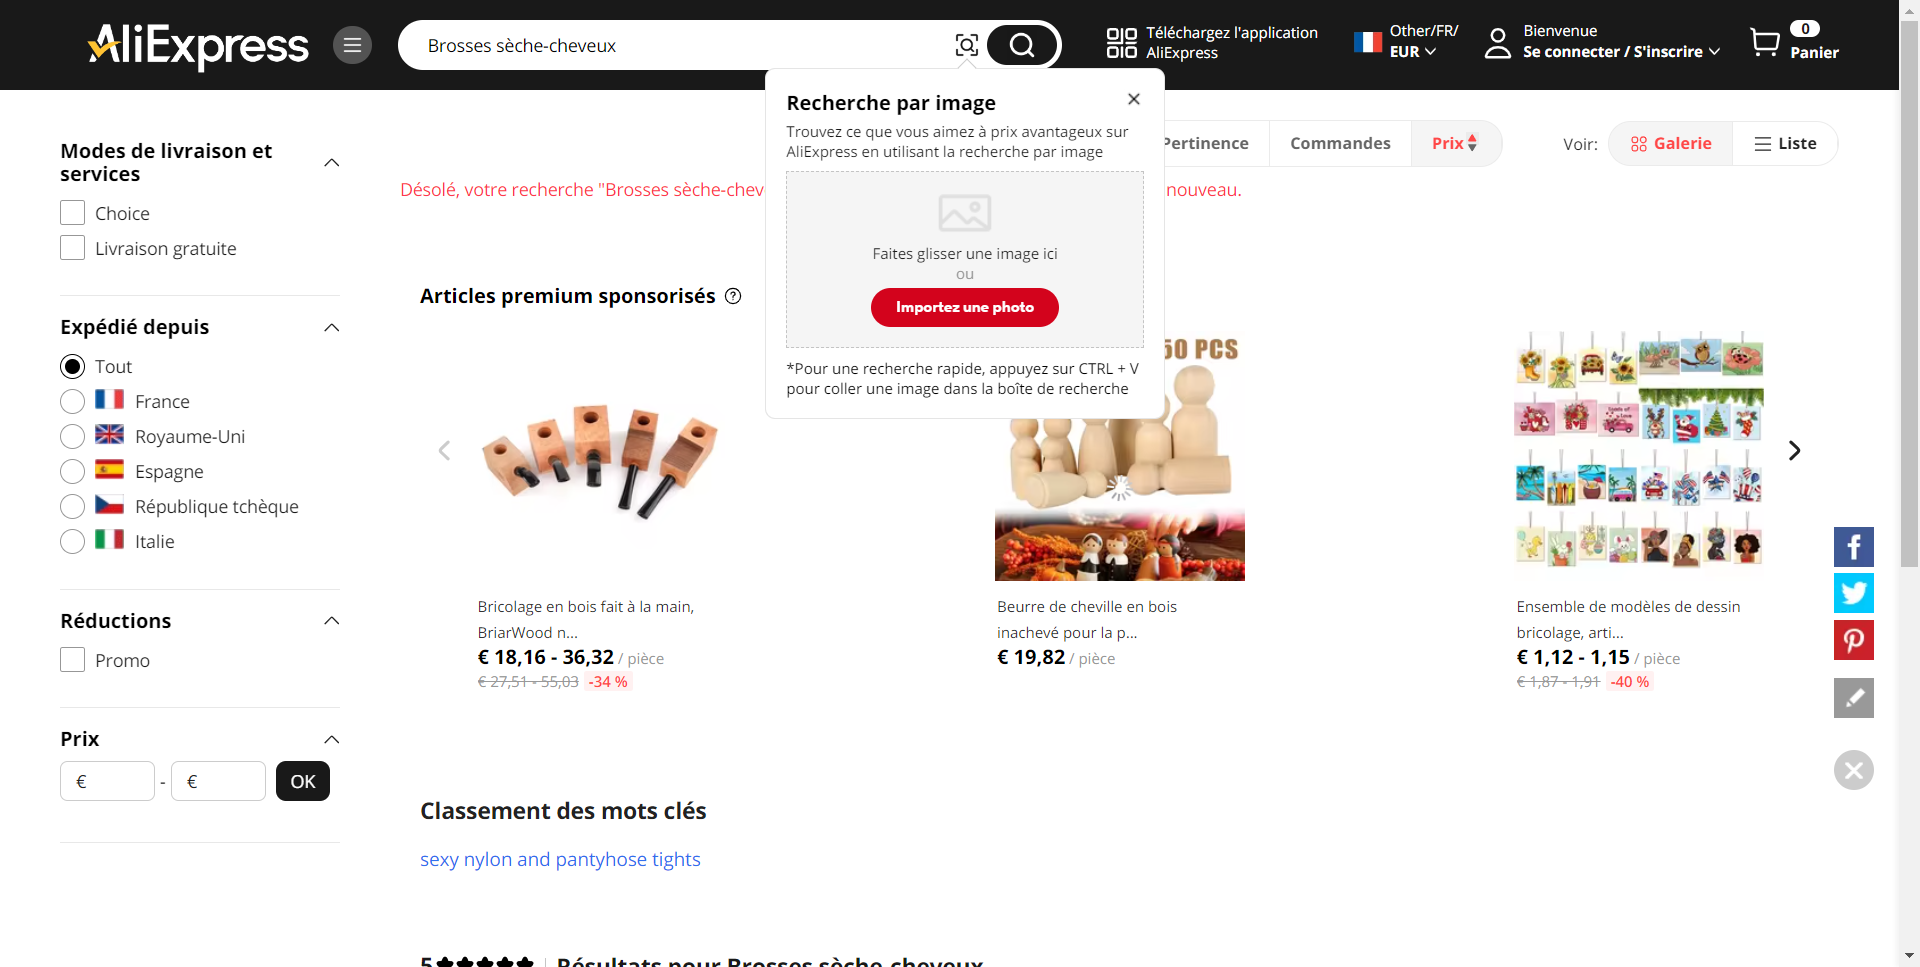 AliExpress
Brosses sèche-cheveux
Téléchargez l'application
AliExpress
Other/FR/
EUR
Bienvenue
Se connecter / S'inscrire
0
Panier
Recherche par image
Trouvez ce que vous aimez à prix avantageux sur
AliExpress en utilisant la recherche par image
Faites glisser une image ici
ou
Importez une photo
*Pour une recherche rapide, appuyez sur CTRL + V
pour coller une image dans la boîte de recherche
Pertinence
Commandes
Prix
Voir:
Galerie
Liste
Désolé, votre recherche "Brosses sèche-chev
nouveau.
Modes de livraison et
services
Choice
Livraison gratuite
Expédié depuis
Tout
France
Royaume-Uni
Espagne
République tchèque
Italie
Réductions
Promo
Prix
€
-
€
OK
Articles premium sponsorisés
50 PCS
Bricolage en bois fait à la main,
BriarWood n...
€ 18,16 - 36,32 / pièce
€ 27,51 - 55,03 -34 %
Beurre de cheville en bois
inachevé pour la p...
€ 19,82 / pièce
Ensemble de modèles de dessin
bricolage, arti...
€ 1,12 - 1,15 / pièce
€ 1,87 - 1,91 -40 %
Classement des mots clés
sexy nylon and pantyhose tights
5 ★★★★★ | Résultats pour Brosses sèche-cheveux